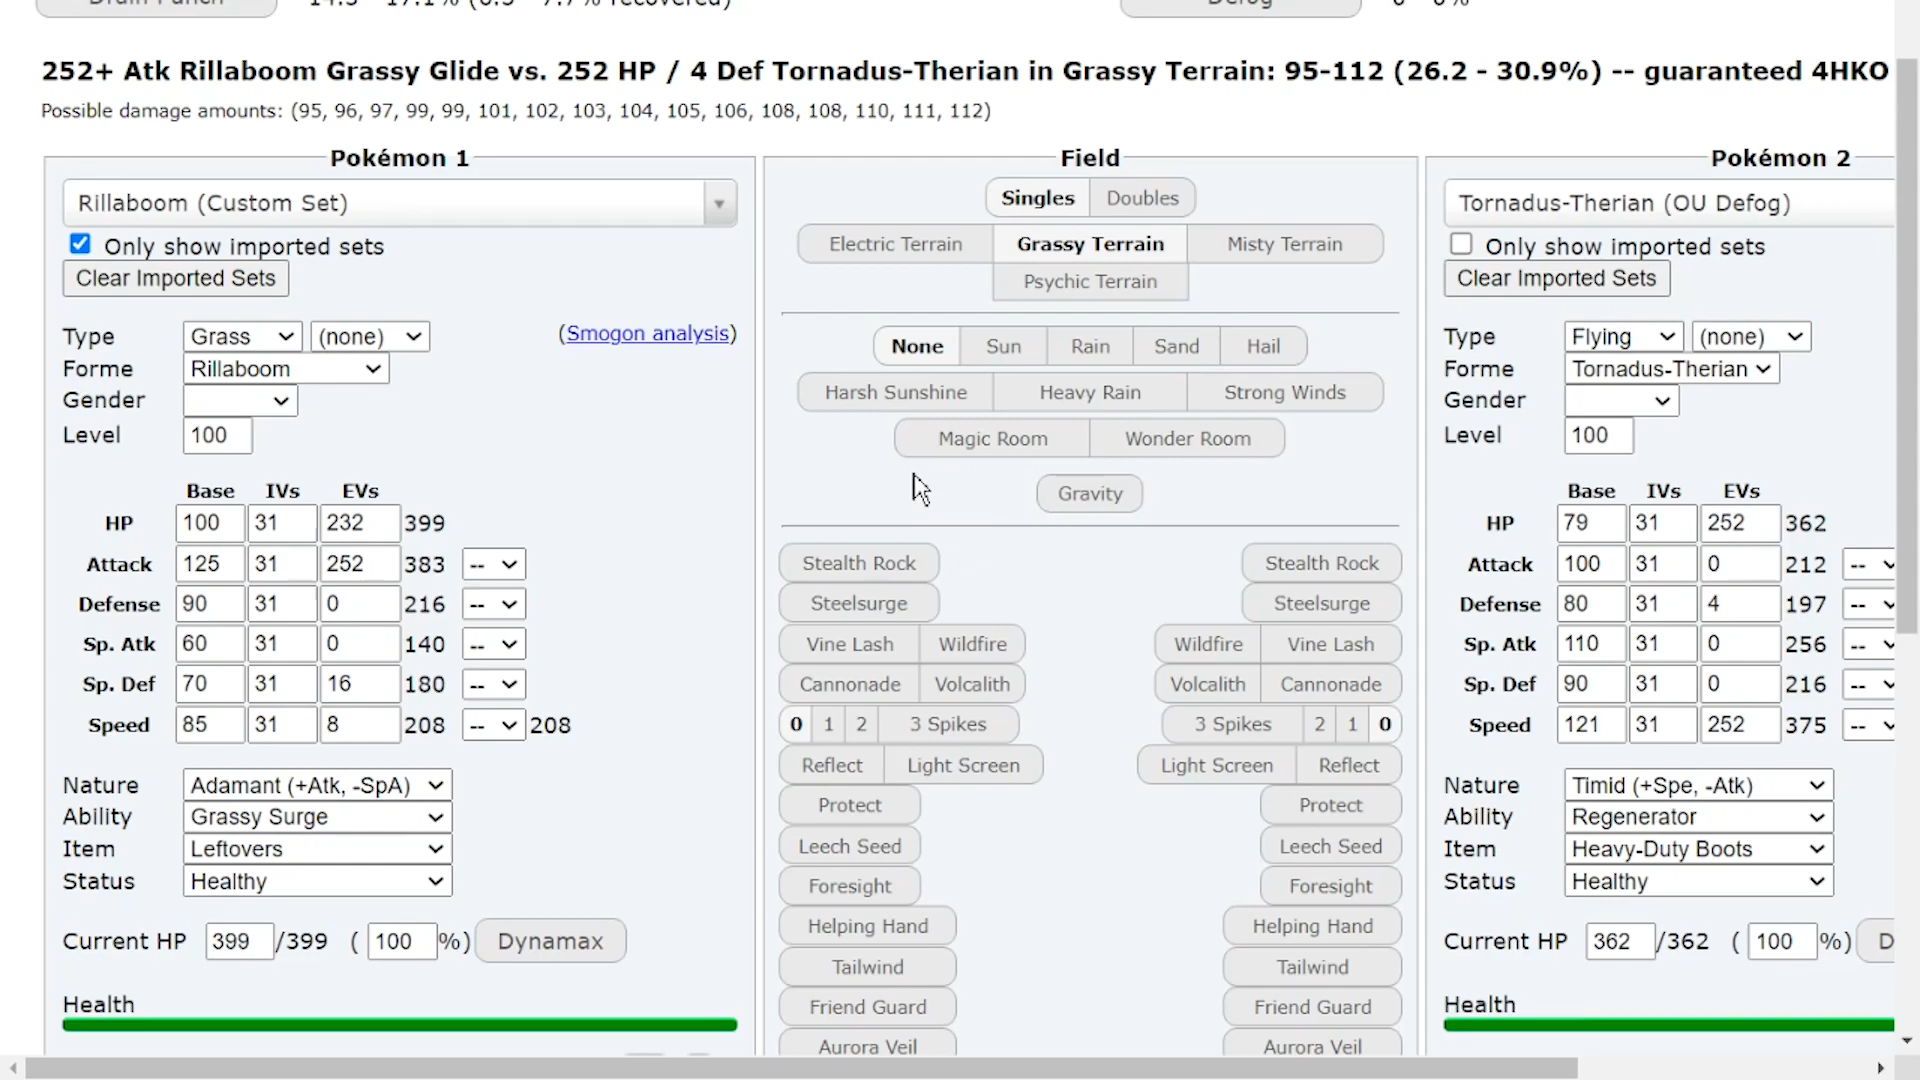 Drain Punch 14.3 - 17.1% (6.5 - 7.7% recovered) Defog 0 - 0%
252+ Atk Rillaboom Grassy Glide vs. 252 HP / 4 Def Tornadus-Therian in Grassy Terrain: 95-112 (26.2 - 30.9%) -- guaranteed 4HKO
Possible damage amounts: (95, 96, 97, 99, 99, 101, 102, 103, 104, 105, 106, 108, 108, 110, 111, 112)
Pokémon 1
Rillaboom (Custom Set)
Only show imported sets
Clear Imported Sets
Type Grass (none) (Smogon analysis)
Forme Rillaboom
Gender
Level 100
Base IVs EVs
HP 100 31 232 399
Attack 125 31 252 383 --
Defense 90 31 0 216 --
Sp. Atk 60 31 0 140 --
Sp. Def 70 31 16 180 --
Speed 85 31 8 208 -- 208
Nature Adamant (+Atk, -SpA)
Ability Grassy Surge
Item Leftovers
Status Healthy
Current HP 399 /399 ( 100 %) Dynamax
Health
Field
Singles Doubles
Electric Terrain Grassy Terrain Misty Terrain
Psychic Terrain
None Sun Rain Sand Hail
Harsh Sunshine Heavy Rain Strong Winds
Magic Room Wonder Room
Gravity
Stealth Rock Stealth Rock
Steelsurge Steelsurge
Vine Lash Wildfire Wildfire Vine Lash
Cannonade Volcalith Volcalith Cannonade
0 1 2 3 Spikes 3 Spikes 2 1 0
Reflect Light Screen Light Screen Reflect
Protect Protect
Leech Seed Leech Seed
Foresight Foresight
Helping Hand Helping Hand
Tailwind Tailwind
Friend Guard Friend Guard
Aurora Veil Aurora Veil
Pokémon 2
Tornadus-Therian (OU Defog)
Only show imported sets
Clear Imported Sets
Type Flying (none)
Forme Tornadus-Therian
Gender
Level 100
Base IVs EVs
HP 79 31 252 362
Attack 100 31 0 212 --
Defense 80 31 4 197 --
Sp. Atk 110 31 0 256 --
Sp. Def 90 31 0 216 --
Speed 121 31 252 375 --
Nature Timid (+Spe, -Atk)
Ability Regenerator
Item Heavy-Duty Boots
Status Healthy
Current HP 362 /362 ( 100 %) D
Health